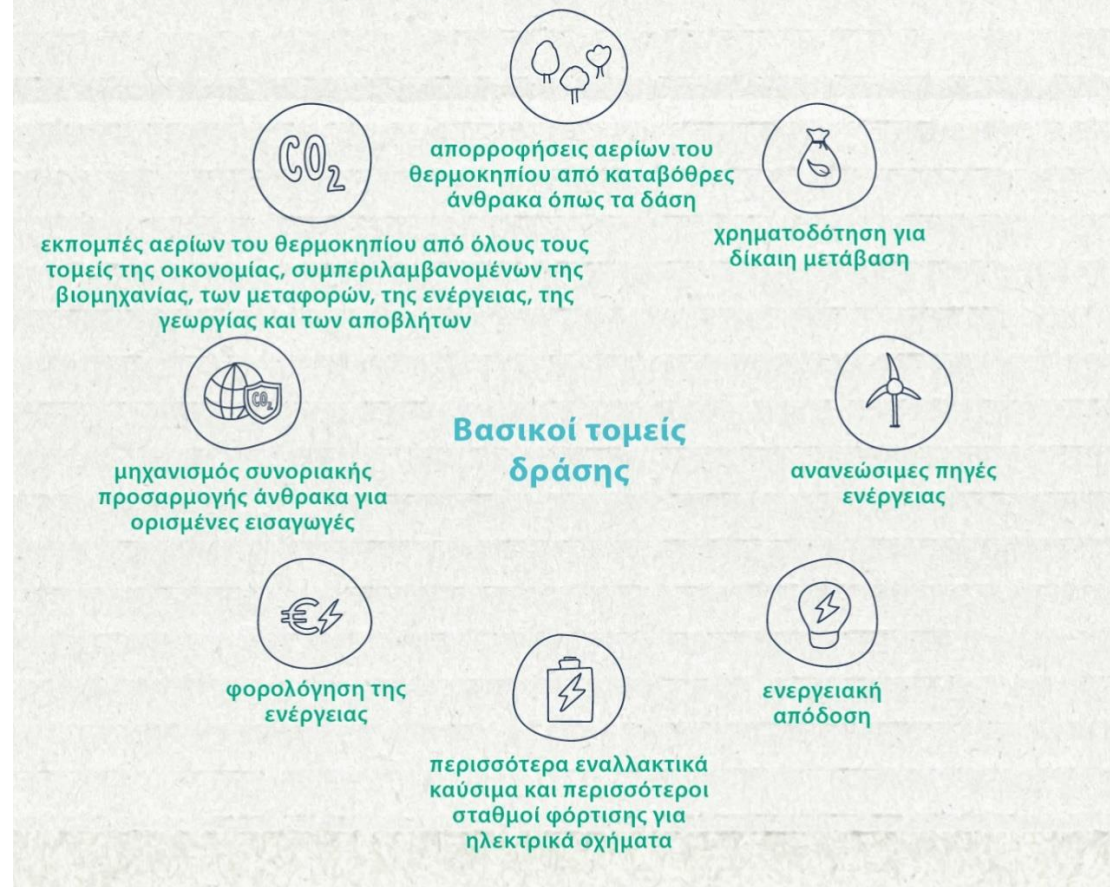 απορροφήσεις αερίων του
θερμοκηπίου από καταβόθρες
άνθρακα όπως τα δάση
CO₂
εκπομπές αερίων του θερμοκηπίου από όλους τους
τομείς της οικονομίας, συμπεριλαμβανομένων της
βιομηχανίας, των μεταφορών, της ενέργειας, της
γεωργίας και των αποβλήτων
χρηματοδότηση για
δίκαιη μετάβαση
CO₂
μηχανισμός συνοριακής
προσαρμογής άνθρακα για
ορισμένες εισαγωγές
Βασικοί τομείς
δράσης
ανανεώσιμες πηγές
ενέργειας
€
φορολόγηση της
ενέργειας
περισσότερα εναλλακτικά
καύσιμα και περισσότεροι
σταθμοί φόρτισης για
ηλεκτρικά οχήματα
ενεργειακή
απόδοση